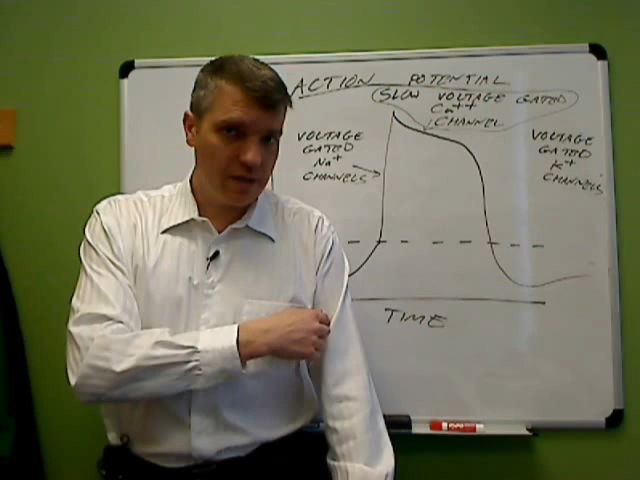 ACTION POTENTIAL
SLOW VOLTAGE GATED
Ca++
CHANNEL
VOLTAGE
GATED
Na+
CHANNELS
VOLTAGE
GATED
K+
CHANNELS
TIME